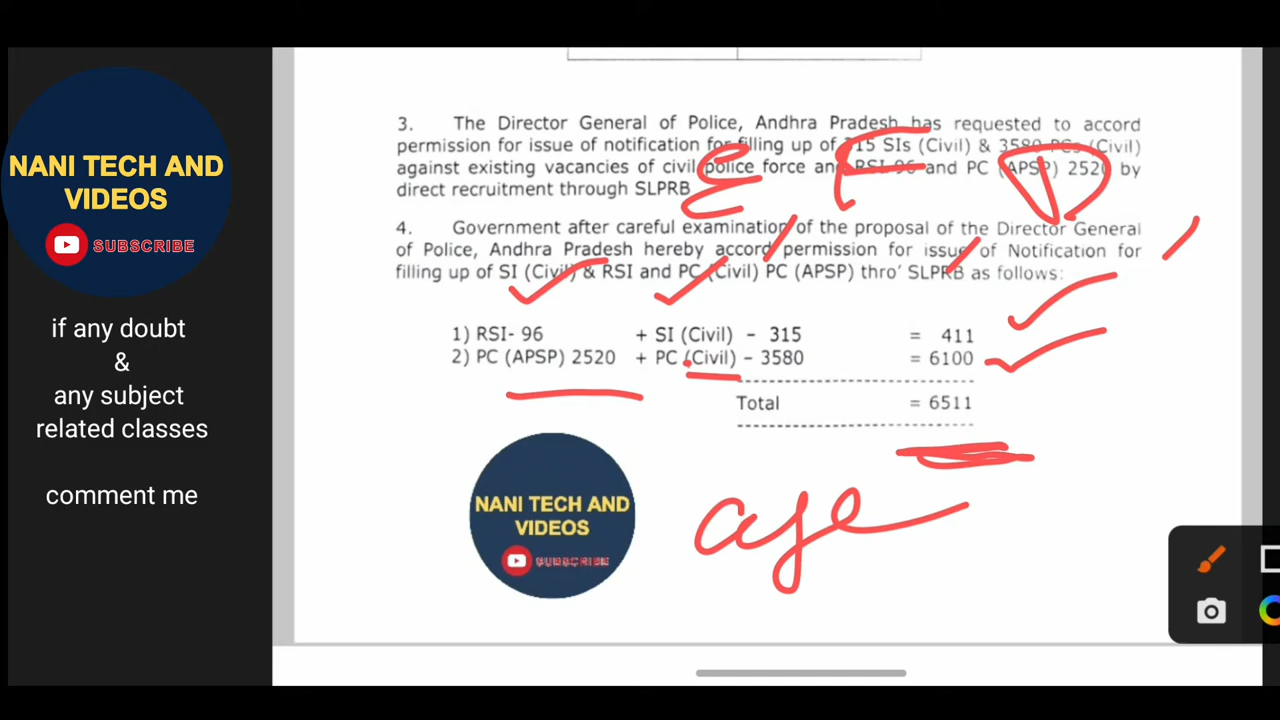 NANI TECH AND
VIDEOS
SUBSCRIBE
if any doubt
&
any subject
related classes
comment me
3. The Director General of Police, Andhra Pradesh has requested to accord
permission for issue of notification for filling up of 315 SIs (Civil) & 3580 PCs (Civil)
against existing vacancies of civil police force and RSI-96 and PC (APSP) 2520 by
direct recruitment through SLPRB
E F D
4. Government after careful examination of the proposal of the Director General
of Police, Andhra Pradesh hereby accord permission for issue of Notification for
filling up of SI (Civil) & RSI and PC (Civil) PC (APSP) thro' SLPRB as follows:
1) RSI- 96 + SI (Civil) - 315 = 411
2) PC (APSP) 2520 + PC (Civil) - 3580 = 6100
Total = 6511
NANI TECH AND
VIDEOS
SUBSCRIBE
age